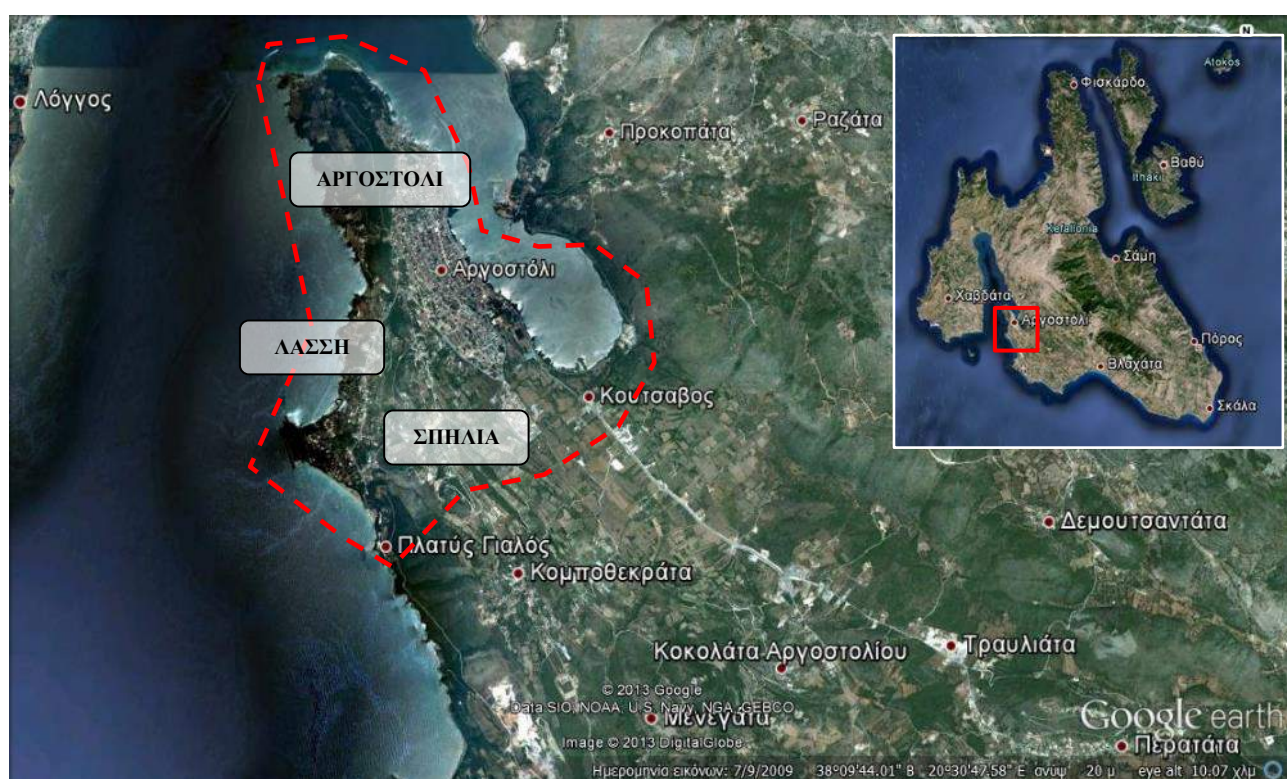 N
Λόγγος
Προκοπάτα
Ραζάτα
ΑΡΓΟΣΤΟΛΙ
Αργοστόλι
ΛΑΣΣΗ
Κούτσαβος
ΣΠΗΛΙΑ
Πλατύς Γιαλός
Κομποθεκράτα
Δεμουτσαντάτα
Τραυλιάτα
Κοκολάτα Αργοστολίου
Μενεγάτα
Περατάτα
Atokos
Φισκάρδο
Βαθύ
Ithaki
Kefallonia
Σάμη
Χαβδάτα
Αργοστόλι
Πόρος
Βλαχάτα
Σκάλα
© 2013 Google
Data SIO, NOAA, U.S. Navy, NGA, GEBCO
Image © 2013 DigitalGlobe
Google earth
Ημερομηνία εικόνων: 7/9/2009 38°09'44.01" Β 20°30'47.58" Ε ανύψ 20 μ eye alt 10.07 χλμ